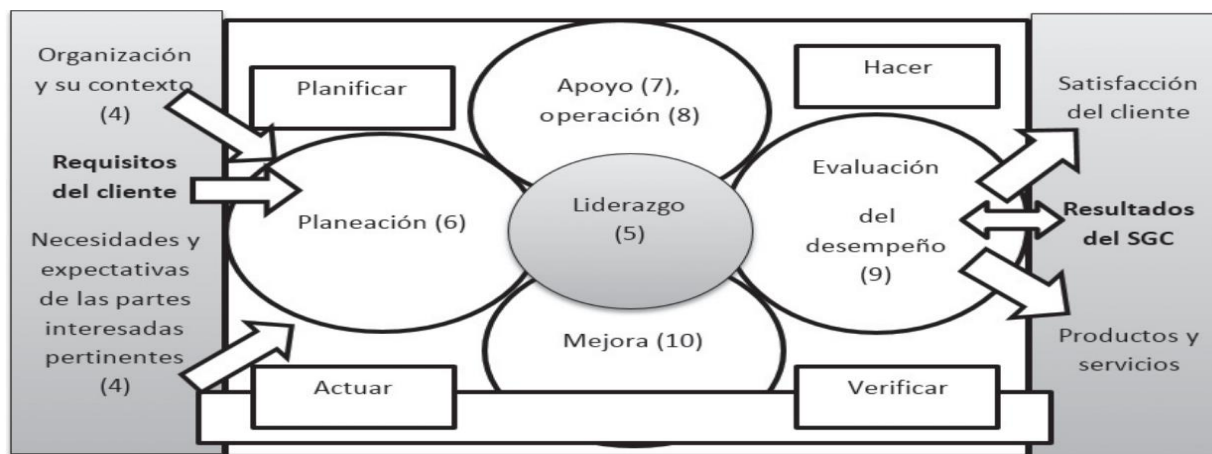 Organización
y su contexto
(4)
Requisitos
del cliente
Necesidades y
expectativas
de las partes
interesadas
pertinentes
(4)
Planificar
Planeación (6)
Actuar
Apoyo (7),
operación (8)
Liderazgo
(5)
Mejora (10)
Hacer
Evaluación
del
desempeño
(9)
Verificar
Satisfacción
del cliente
Resultados
del SGC
Productos y
servicios